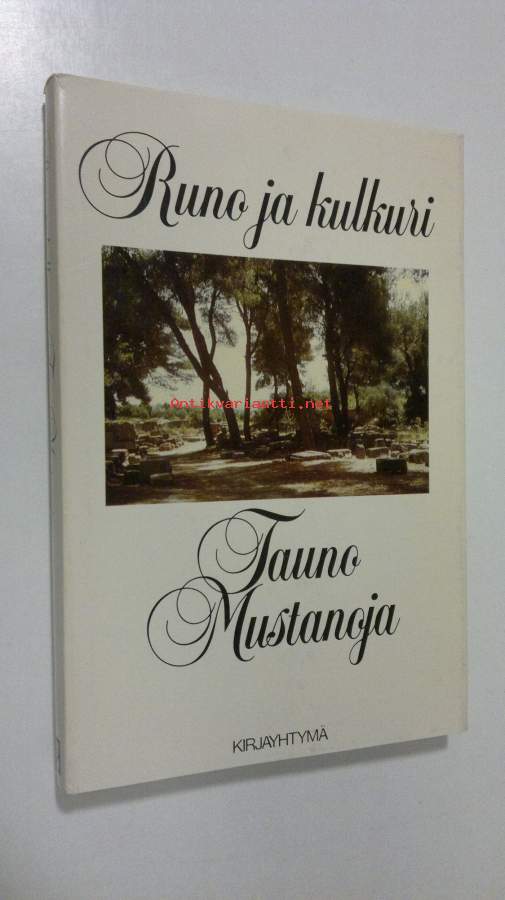 Runo ja kulkuri
Antikvariaatti.net
Tauno
Mustanoja
KIRJAYHTYMÄ